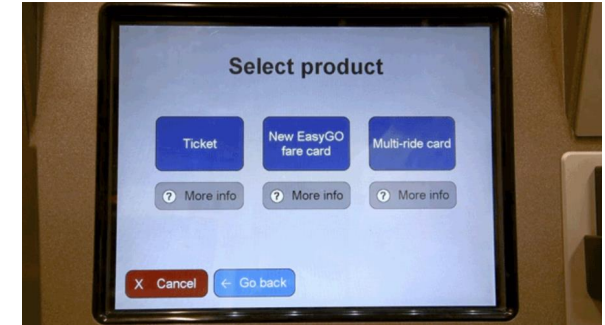 Select product
Ticket
New EasyGO
fare card
Multi-ride card
? More info
? More info
? More info
X Cancel
← Go back